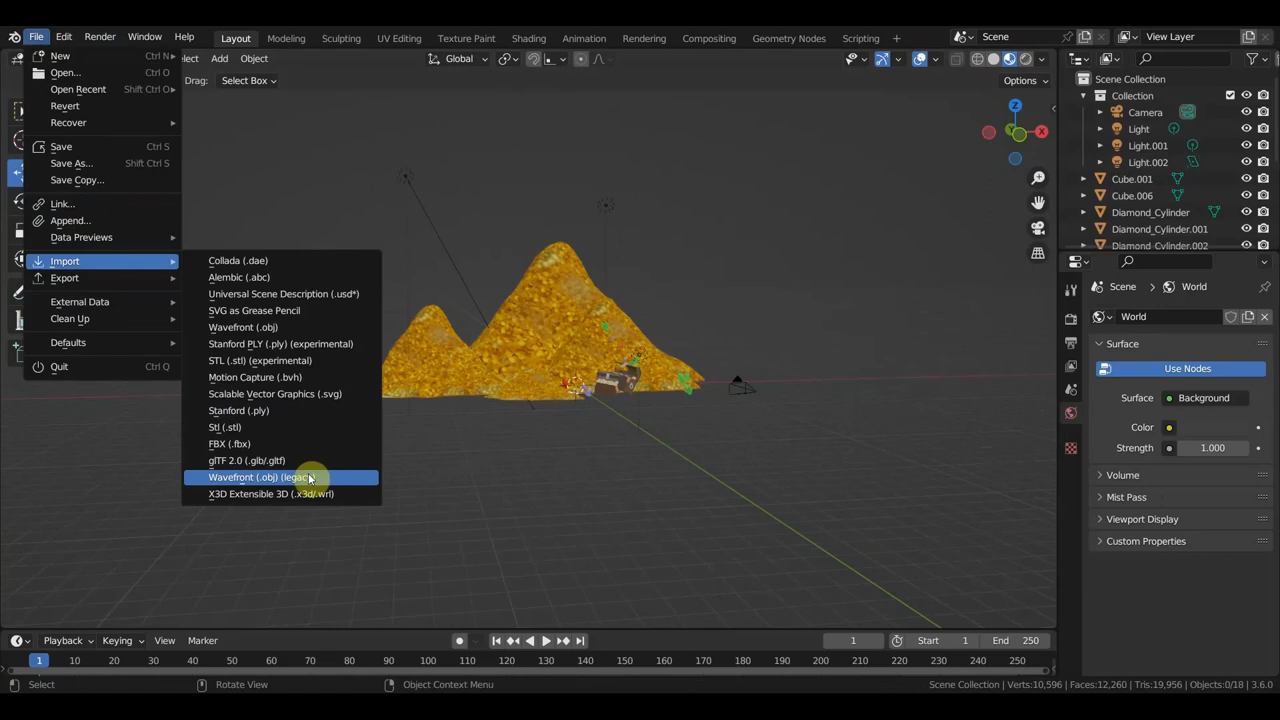 File Edit Render Window Help Layout Modeling Sculpting UV Editing Texture Paint Shading Animation Rendering Compositing Geometry Nodes Scripting + Scene View Layer
New Ctrl N
Open... Ctrl O
Open Recent Shift Ctrl O
Revert
Recover
Save Ctrl S
Save As... Shift Ctrl S
Save Copy...
Link...
Append...
Data Previews
Import
Export
External Data
Clean Up
Defaults
Quit Ctrl Q
Collada (.dae)
Alembic (.abc)
Universal Scene Description (.usd*)
SVG as Grease Pencil
Wavefront (.obj)
Stanford PLY (.ply) (experimental)
STL (.stl) (experimental)
Motion Capture (.bvh)
Scalable Vector Graphics (.svg)
Stanford (.ply)
Stl (.stl)
FBX (.fbx)
glTF 2.0 (.glb/.gltf)
Wavefront (.obj) (legacy)
X3D Extensible 3D (.x3d/.wrl)
Add Object Global
Drag: Select Box Options
Z
X
Scene Collection
Collection
Camera
Light
Light.001
Light.002
Cube.001
Cube.006
Diamond_Cylinder
Diamond_Cylinder.001
Diamond_Cylinder.002
Scene > World
World
Surface
Use Nodes
Surface Background
Color
Strength 1.000
Volume
Mist Pass
Viewport Display
Custom Properties
Playback Keying View Marker 1 Start 1 End 250
1 10 20 30 40 50 60 70 80 90 100 110 120 130 140 150 160 170 180 190 200 210 220 230 240 250
Select Rotate View Object Context Menu Scene Collection | Verts:10,596 | Faces:12,260 | Tris:19,956 | Objects:0/18 | 3.6.0